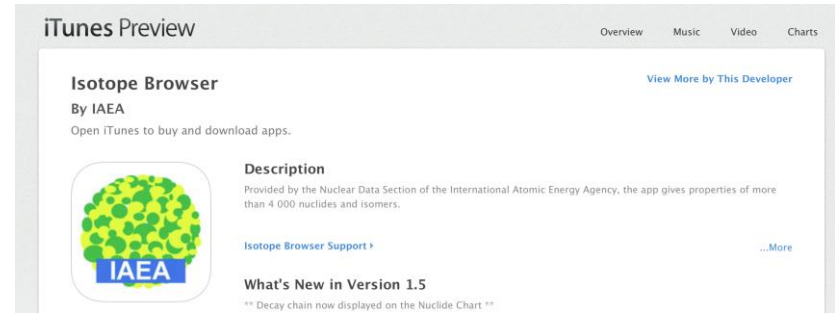 iTunes Preview
Overview Music Video Charts
Isotope Browser
View More by This Developer
By IAEA
Open iTunes to buy and download apps.
Description
Provided by the Nuclear Data Section of the International Atomic Energy Agency, the app gives properties of more
than 4 000 nuclides and isomers.
Isotope Browser Support ▸
...More
IAEA
What's New in Version 1.5
** Decay chain now displayed on the Nuclide Chart **